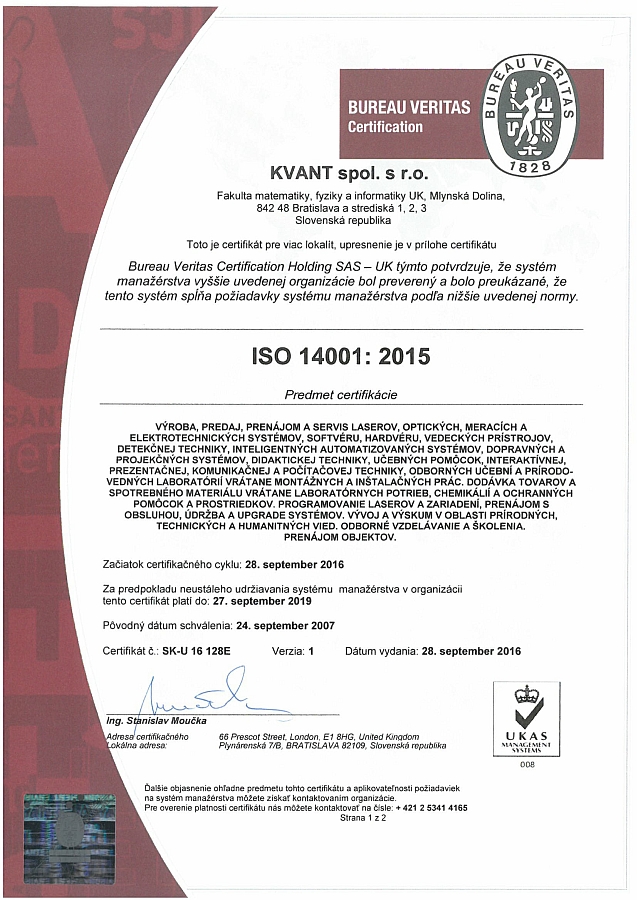 BUREAU VERITAS
Certification
BUREAU VERITAS
1828
KVANT spol. s r.o.
Fakulta matematiky, fyziky a informatiky UK, Mlynská Dolina,
842 48 Bratislava a strediská 1, 2, 3
Slovenská republika
Toto je certifikát pre viac lokalít, upresnenie je v prílohe certifikátu
Bureau Veritas Certification Holding SAS – UK týmto potvrdzuje, že systém
manažérstva vyššie uvedenej organizácie bol preverený a bolo preukázané, že
tento systém spĺňa požiadavky systému manažérstva podľa nižšie uvedenej normy.
ISO 14001: 2015
Predmet certifikácie
VÝROBA, PREDAJ, PRENÁJOM A SERVIS LASEROV, OPTICKÝCH, MERACÍCH A
ELEKTROTECHNICKÝCH SYSTÉMOV, SOFTVÉRU, HARDVÉRU, VEDECKÝCH PRÍSTROJOV,
DETEKČNEJ TECHNIKY, INTELIGENTNÝCH AUTOMATIZOVANÝCH SYSTÉMOV, DOPRAVNÝCH A
PROJEKČNÝCH SYSTÉMOV, DIDAKTICKEJ TECHNIKY, UČEBNÝCH POMÔCOK, INTERAKTÍVNEJ,
PREZENTAČNEJ, KOMUNIKAČNEJ A POČÍTAČOVEJ TECHNIKY, ODBORNÝCH UČEBNÍ A PRÍRODO-
VEDNÝCH LABORATÓRIÍ VRÁTANE MONTÁŽNYCH A INŠTALAČNÝCH PRÁC. DODÁVKA TOVAROV A
SPOTREBNÉHO MATERIÁLU VRÁTANE LABORATÓRNYCH POTRIEB, CHEMIKÁLIÍ A OCHRANNÝCH
POMÔCOK A PROSTRIEDKOV. PROGRAMOVANIE LASEROV A ZARIADENÍ, PRENÁJOM S
OBSLUHOU, ÚDRŽBA A UPGRADE SYSTÉMOV. VÝVOJ A VÝSKUM V OBLASTI PRÍRODNÝCH,
TECHNICKÝCH A HUMANITNÝCH VIED. ODBORNÉ VZDELÁVANIE A ŠKOLENIA.
PRENÁJOM OBJEKTOV.
Začiatok certifikačného cyklu: 28. september 2016
Za predpokladu neustáleho udržiavania systému manažérstva v organizácii
tento certifikát platí do: 27. september 2019
Pôvodný dátum schválenia: 24. september 2007
Certifikát č.: SK-U 16 128E Verzia: 1 Dátum vydania: 28. september 2016
Ing. Stanislav Moučka
Adresa certifikačného 66 Prescot Street, London, E1 8HG, United Kingdom
Lokálna adresa: Plynárenská 7/B, BRATISLAVA 82109, Slovenská republika
UKAS
MANAGEMENT
SYSTEMS
008
Ďalšie objasnenie ohľadne predmetu tohto certifikátu a aplikovateľnosti požiadaviek
na systém manažérstva môžete získať kontaktovaním organizácie.
Pre overenie platnosti certifikátu nás môžete kontaktovať na čísle: + 421 2 5341 4165
Strana 1 z 2